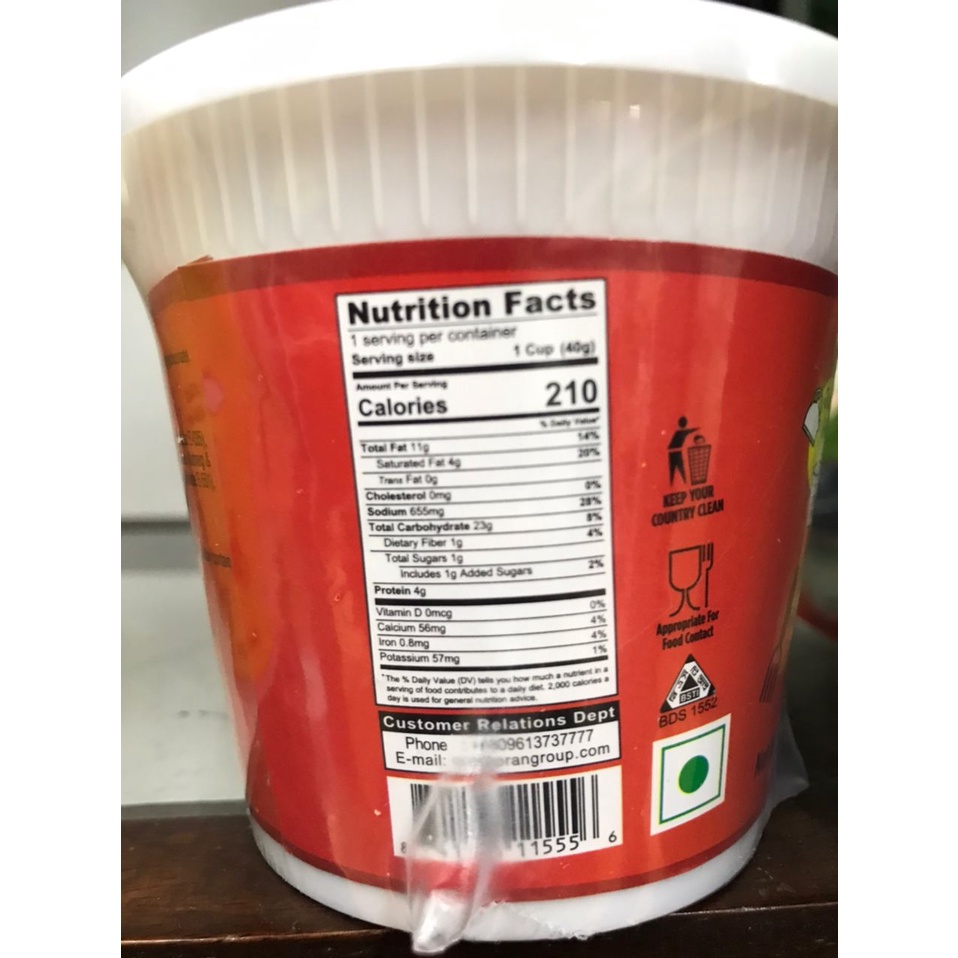 Nutrition Facts
1 serving per container
Serving size 1 Cup (40g)
Amount Per Serving
Calories 210
% Daily Value*
Total Fat 11g 14%
Saturated Fat 4g 20%
Trans Fat 0g
Cholesterol 0mg 0%
Sodium 655mg 28%
Total Carbohydrate 23g 8%
Dietary Fiber 1g 4%
Total Sugars 1g
Includes 1g Added Sugars 2%
Protein 4g
Vitamin D 0mcg 0%
Calcium 56mg 4%
Iron 0.8mg 4%
Potassium 57mg 1%
*The % Daily Value (DV) tells you how much a nutrient in a
serving of food contributes to a daily diet. 2,000 calories a
day is used for general nutrition advice.
Customer Relations Dept
Phone 09613737777
E-mail: prangroup.com
11555 6
KEEP YOUR
COUNTRY CLEAN
Appropriate For
Food Contact
BSTI
BDS 1552